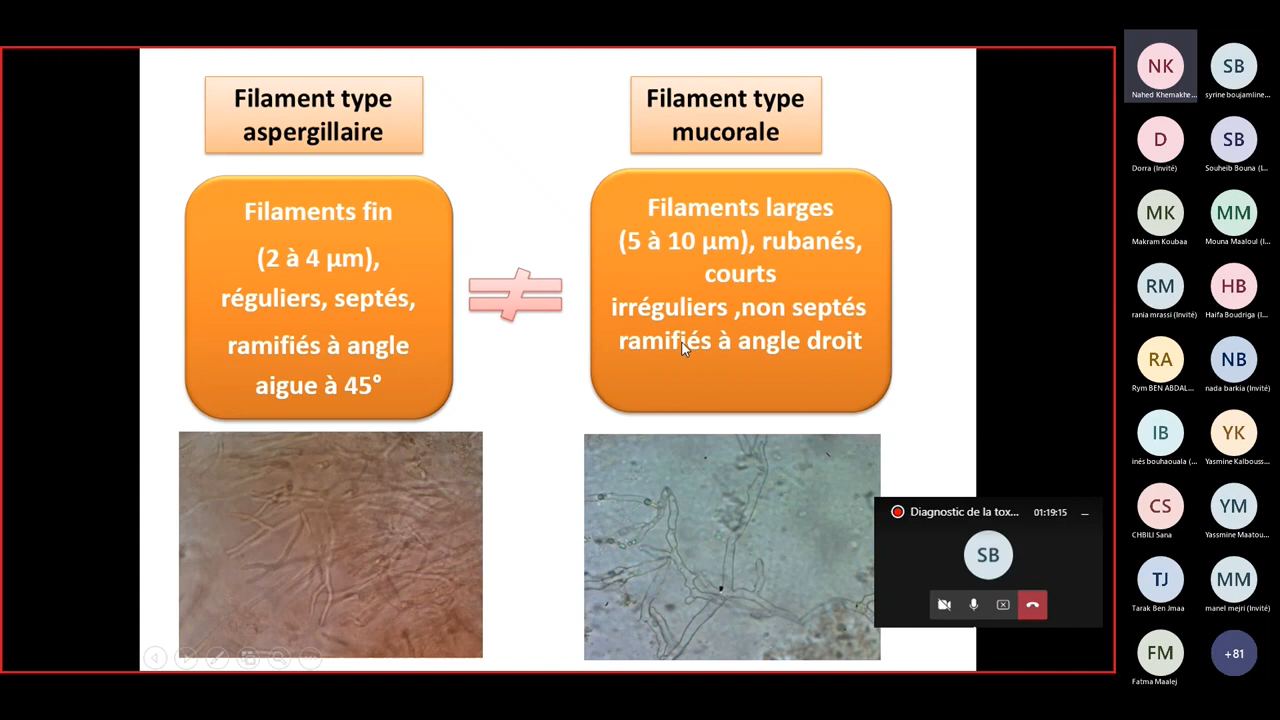 Filament type
aspergillaire
Filament type
mucorale
Filaments fin
(2 à 4 µm),
réguliers, septés,
ramifiés à angle
aigue à 45°
Filaments larges
(5 à 10 µm), rubanés,
courts
irréguliers ,non septés
ramifiés à angle droit
Diagnostic de la tox...
01:19:15
SB
NK
Nahed Khemakhe...
SB
syrine boujamline...
D
Dorra (Invité)
SB
Souheib Bouna (I...
MK
Makram Koubaa
MM
Mouna Maaloul (I...
RM
rania mrassi (Invité)
HB
Haifa Boudriga (I...
RA
Rym BEN ABDAL...
NB
nada barkia (Invité)
IB
inès bouhaouala (...
YK
Yasmine Kalbouss...
CS
CHBILI Sana
YM
Yassmine Maatou...
TJ
Tarak Ben Jmaa
MM
manel mejri (Invité)
FM
Fatma Maalej
+81